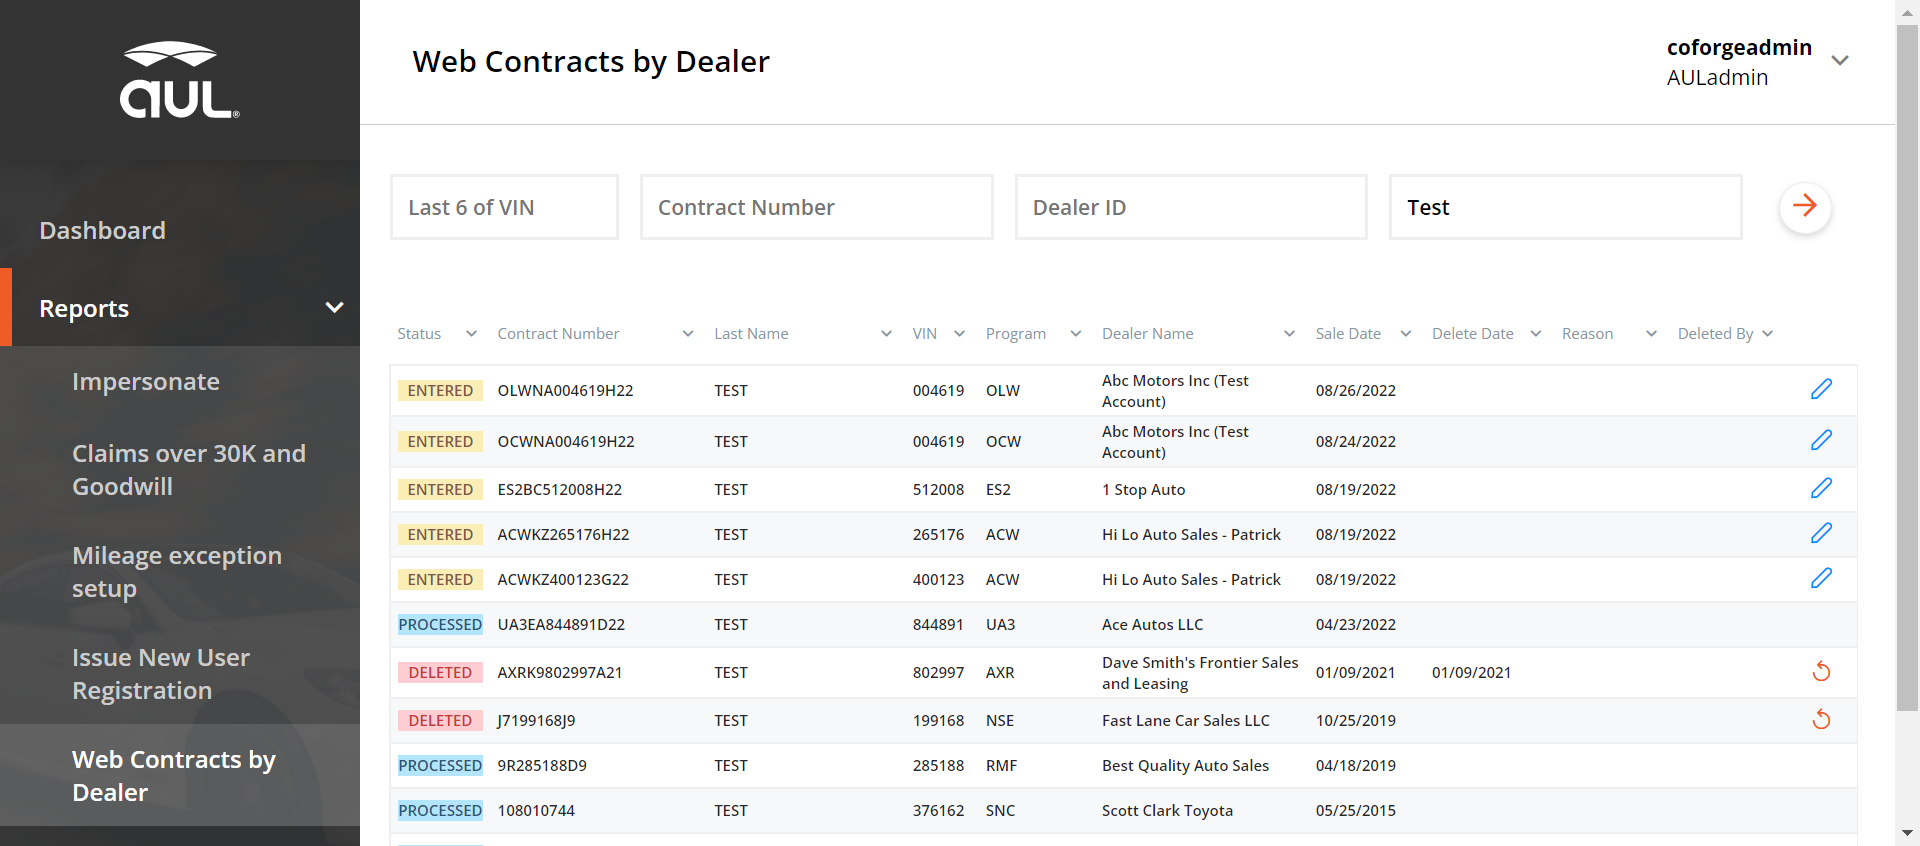 aUL®
Dashboard
Reports
Impersonate
Claims over 30K and
Goodwill
Mileage exception
setup
Issue New User
Registration
Web Contracts by
Dealer
Web Contracts by Dealer
coforgeadmin
AULadmin
Last 6 of VIN Contract Number Dealer ID Test
Status Contract Number Last Name VIN Program Dealer Name Sale Date Delete Date Reason Deleted By
ENTERED OLWNA004619H22 TEST 004619 OLW Abc Motors Inc (Test 08/26/2022
Account)
ENTERED OCWNA004619H22 TEST 004619 OCW Abc Motors Inc (Test 08/24/2022
Account)
ENTERED ES2BC512008H22 TEST 512008 ES2 1 Stop Auto 08/19/2022
ENTERED ACWKZ265176H22 TEST 265176 ACW Hi Lo Auto Sales - Patrick 08/19/2022
ENTERED ACWKZ400123G22 TEST 400123 ACW Hi Lo Auto Sales - Patrick 08/19/2022
PROCESSED UA3EA844891D22 TEST 844891 UA3 Ace Autos LLC 04/23/2022
DELETED AXRK9802997A21 TEST 802997 AXR Dave Smith's Frontier Sales 01/09/2021 01/09/2021
and Leasing
DELETED J7199168J9 TEST 199168 NSE Fast Lane Car Sales LLC 10/25/2019
PROCESSED 9R285188D9 TEST 285188 RMF Best Quality Auto Sales 04/18/2019
PROCESSED 108010744 TEST 376162 SNC Scott Clark Toyota 05/25/2015